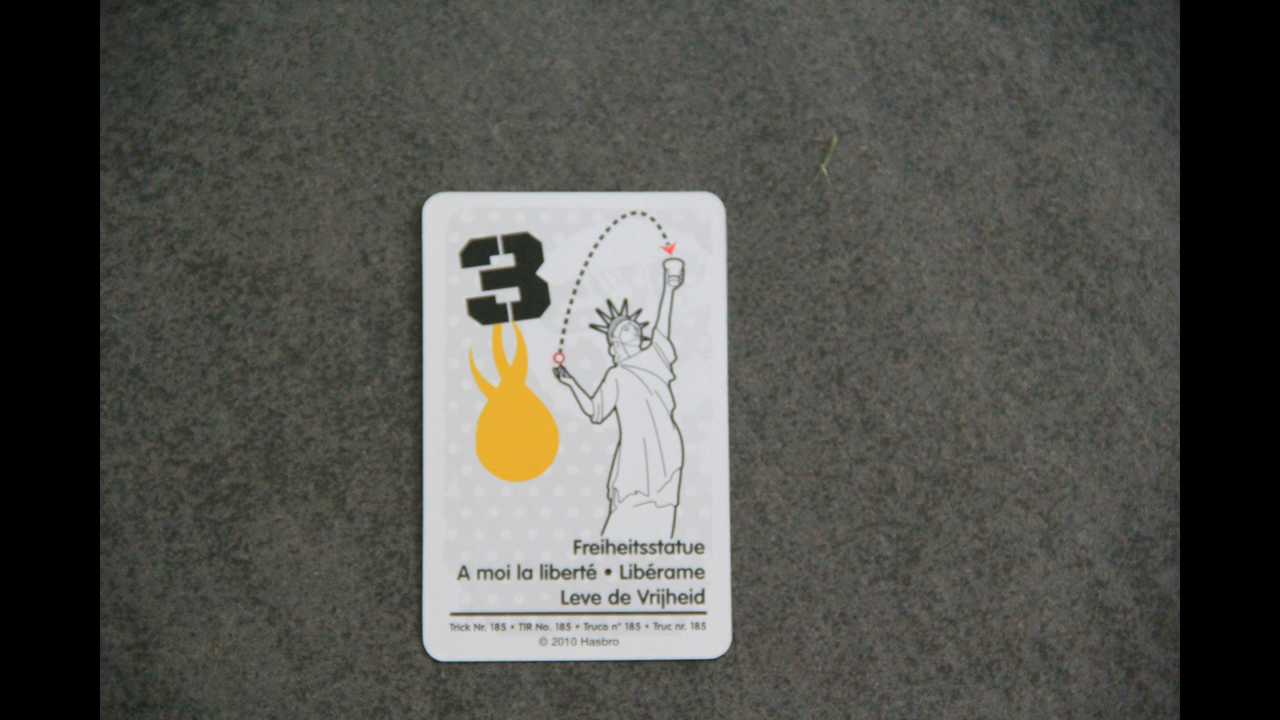 3
Freiheitsstatue
A moi la liberté • Libérame
Leve de Vrijheid
Trick Nr. 185 • TIR No. 185 • Truco n° 185 • Truc nr. 185
© 2010 Hasbro